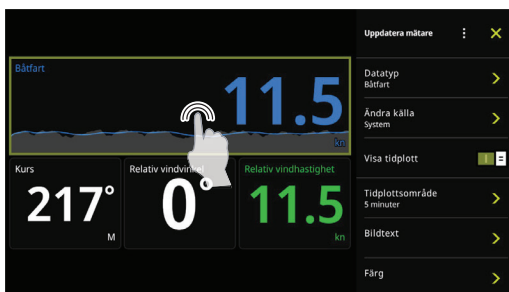 Båtfart
11.5
kn
Kurs
217°
M
Relativ vindvinkel
0°
Relativ vindhastighet
11.5
kn
Uppdatera mätare
Datatyp
Båtfart
Ändra källa
System
Visa tidplott
Tidplottsområde
5 minuter
Bildtext
Färg